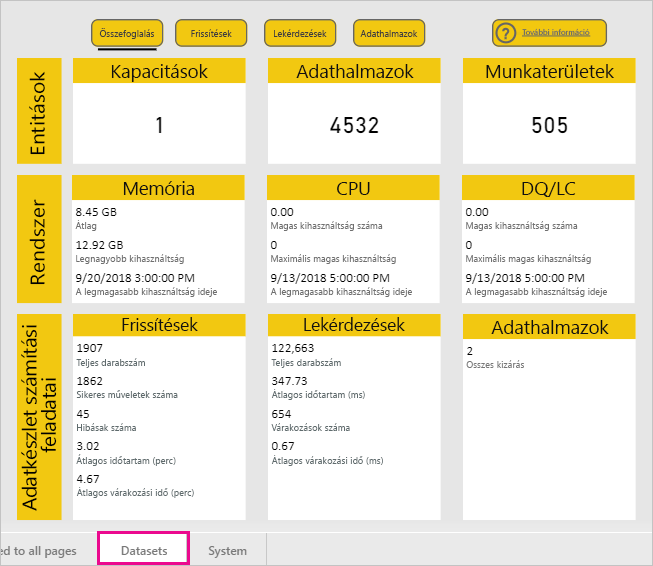 Összefoglalás
Frissítések
Lekérdezések
Adathalmazok
? További információ
Entitások
Kapacitások
1
Adathalmazok
4532
Munkaterületek
505
Rendszer
Memória
8.45 GB
Átlag
12.92 GB
Legnagyobb kihasználtság
9/20/2018 3:00:00 PM
A legmagasabb kihasználtság ideje
CPU
0.00
Magas kihasználtság száma
0
Maximális magas kihasználtság
9/13/2018 5:00:00 PM
A legmagasabb kihasználtság ideje
DQ/LC
0.00
Magas kihasználtság száma
0
Maximális magas kihasználtság
9/13/2018 5:00:00 PM
A legmagasabb kihasználtság ideje
Adatkészlet számítási
feladatai
Frissítések
1907
Teljes darabszám
1862
Sikeres műveletek száma
45
Hibásak száma
3.02
Átlagos időtartam (perc)
4.67
Átlagos várakozási idő (perc)
Lekérdezések
122,663
Teljes darabszám
347.73
Átlagos időtartam (ms)
654
Várakozások száma
0.67
Átlagos várakozási idő (ms)
Adathalmazok
2
Összes kizárás
ed to all pages
Datasets
System